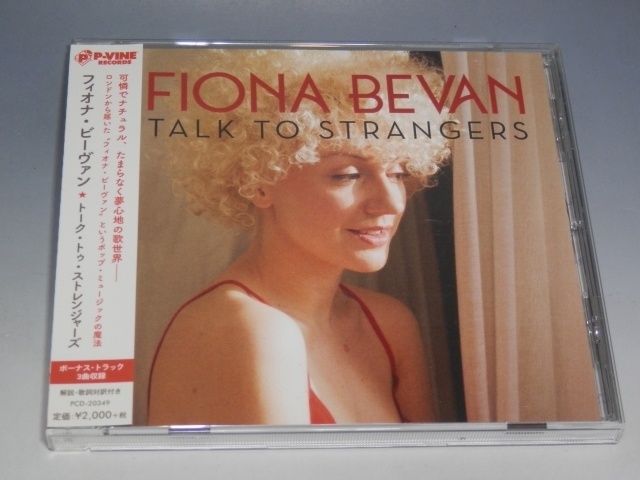 P-VINE
RECORDS
FIONA BEVAN
TALK TO STRANGERS
可憐でナチュラル、たまらなく夢心地の歌世界——
ロンドンから届いた“フィオナ・ビーヴァン”というポップ・ミュージックの魔法
フィオナ・ビーヴァン★トーク・トゥ・ストレンジャーズ
ボーナス・トラック
3曲収録
解説・歌詞対訳付き
PCD-20349
定価:¥2,000+税